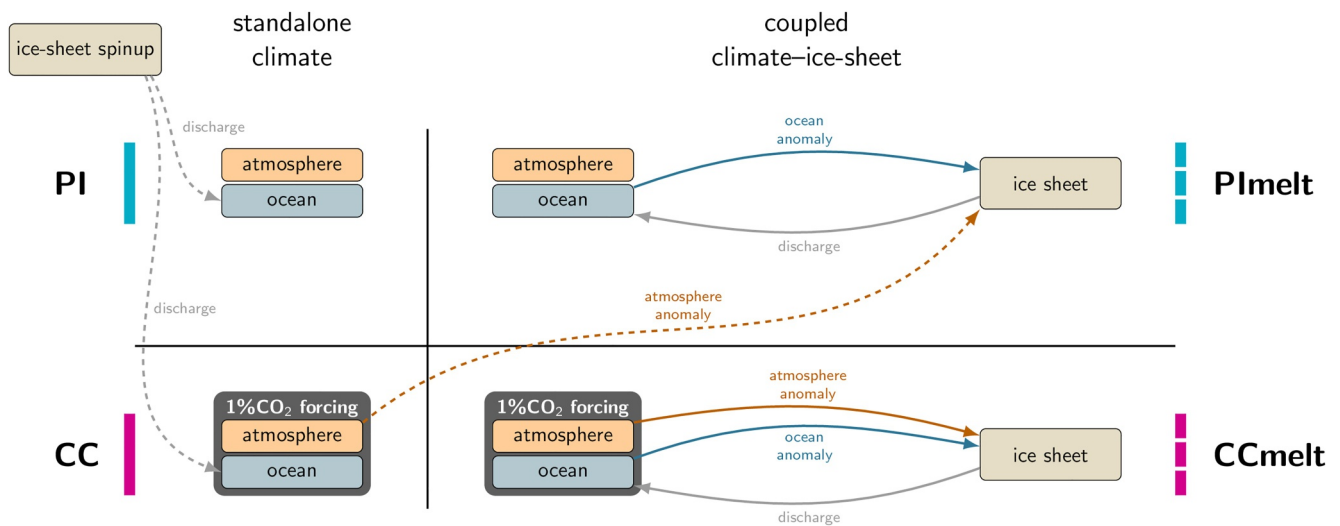 ice-sheet spinup
standalone
climate
coupled
climate–ice-sheet
discharge
ocean
anomaly
PI
atmosphere
ocean
atmosphere
ocean
ice sheet
PImelt
discharge
discharge
atmosphere
anomaly
CC
1%CO₂ forcing
atmosphere
ocean
1%CO₂ forcing
atmosphere
ocean
atmosphere
anomaly
ocean
anomaly
ice sheet
CCmelt
discharge